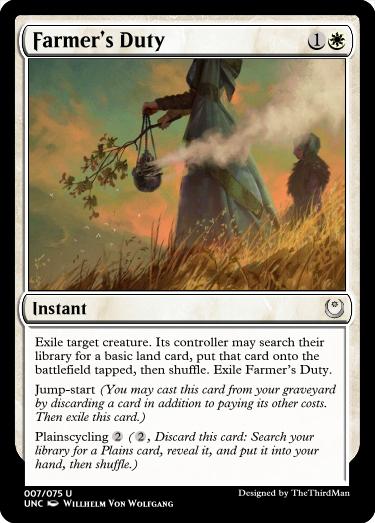 Farmer's Duty 1
Instant
Exile target creature. Its controller may search their
library for a basic land card, put that card onto the
battlefield tapped, then shuffle. Exile Farmer's Duty.
Jump-start (You may cast this card from your graveyard
by discarding a card in addition to paying its other costs.
Then exile this card.)
Plainscycling 2 (2, Discard this card: Search your
library for a Plains card, reveal it, and put it into your
hand, then shuffle.)
007/075 U
UNC Willhelm Von Wolfgang
Designed by TheThirdMan